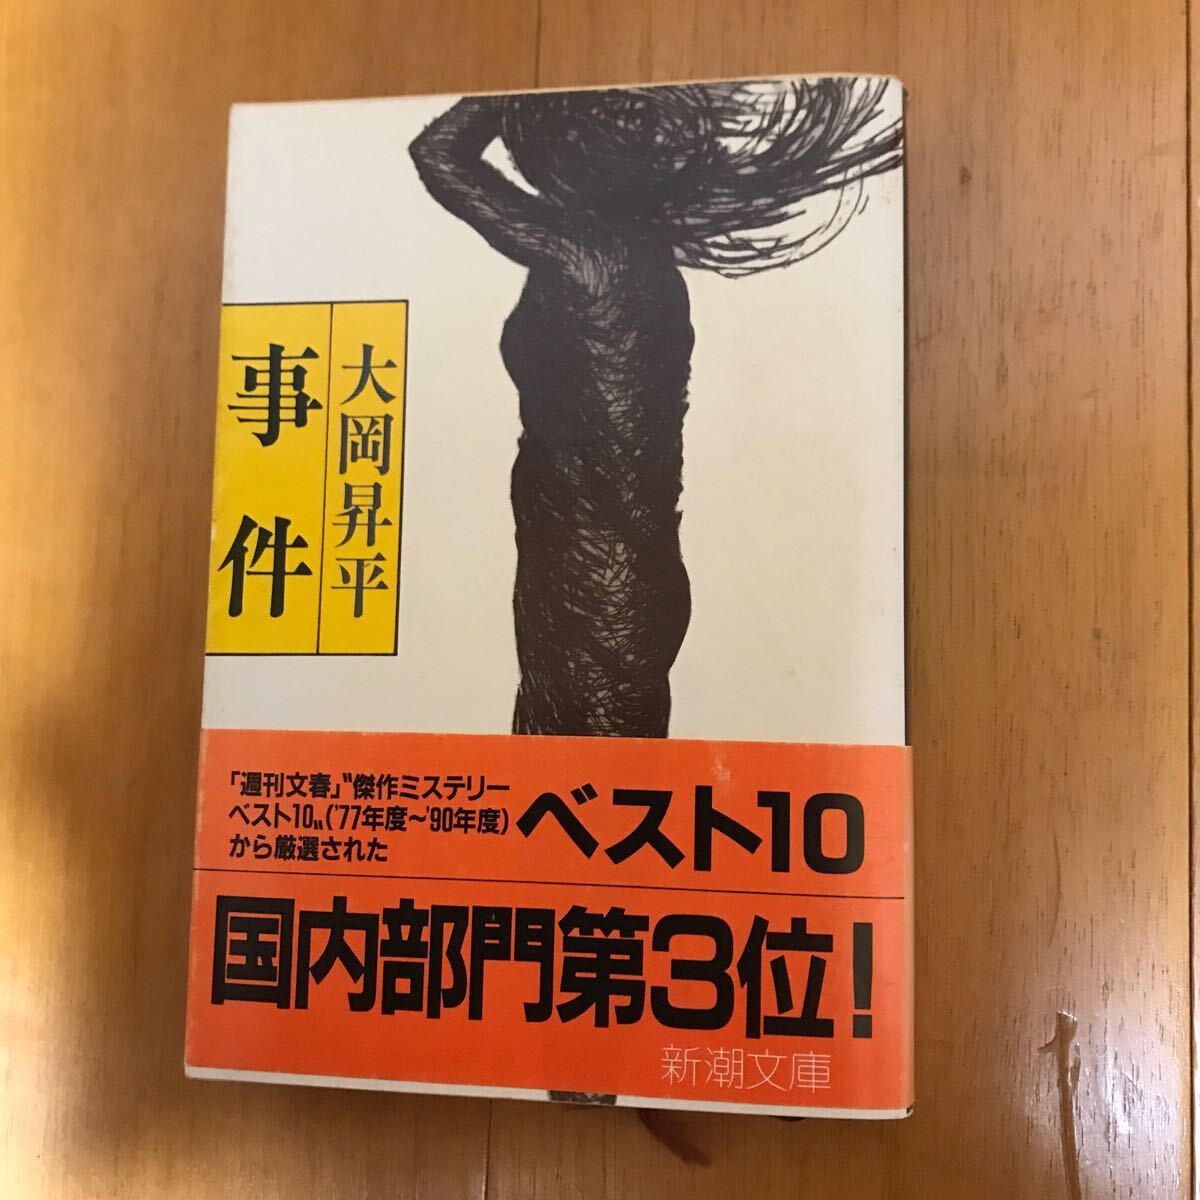 大岡昇平
事件
「週刊文春」〝傑作ミステリー
ベスト10〟('77年度〜'90年度)
から厳選された
ベスト10
国内部門第3位!
新潮文庫